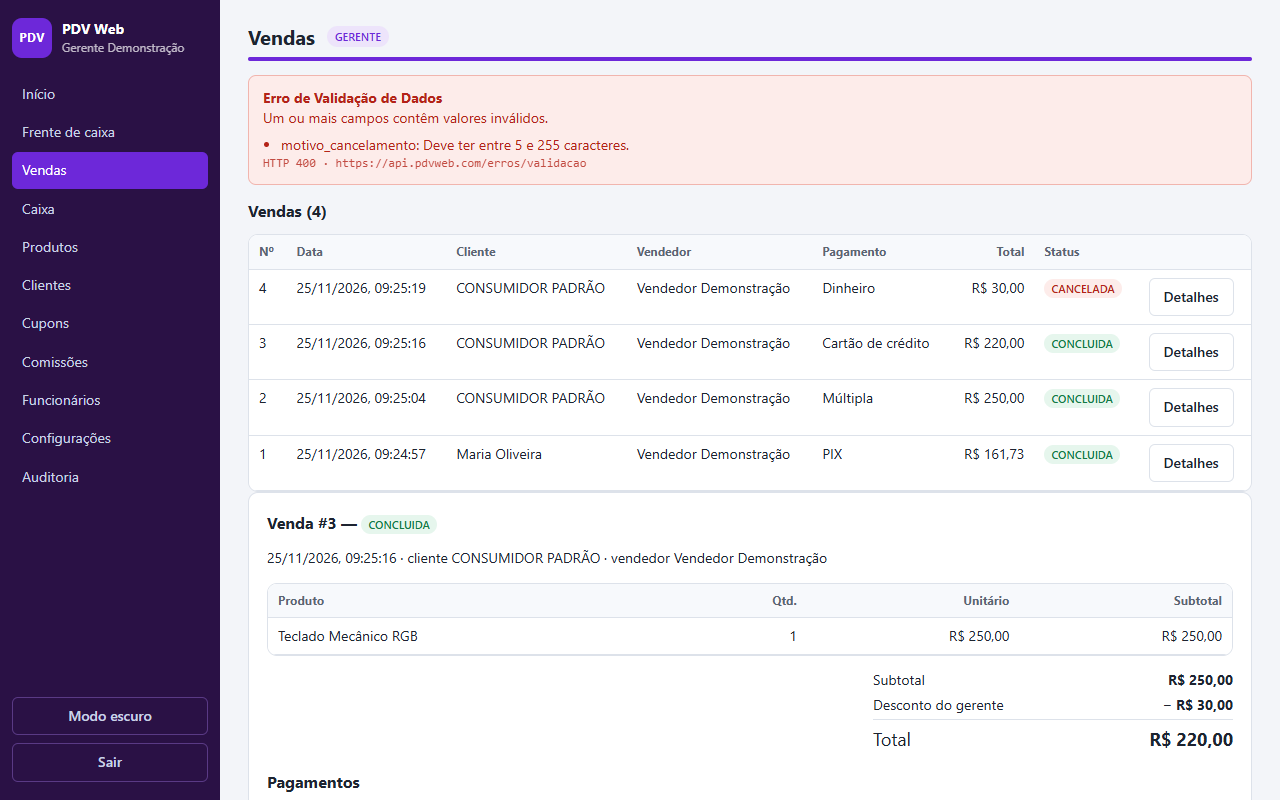 PDV
PDV Web
Gerente Demonstração
Início
Frente de caixa
Vendas
Caixa
Produtos
Clientes
Cupons
Comissões
Funcionários
Configurações
Auditoria
Modo escuro
Sair
Vendas GERENTE
Erro de Validação de Dados
Um ou mais campos contêm valores inválidos.
• motivo_cancelamento: Deve ter entre 5 e 255 caracteres.
HTTP 400 · https://api.pdvweb.com/erros/validacao
Vendas (4)
Nº Data Cliente Vendedor Pagamento Total Status
4 25/11/2026, 09:25:19 CONSUMIDOR PADRÃO Vendedor Demonstração Dinheiro R$ 30,00 CANCELADA Detalhes
3 25/11/2026, 09:25:16 CONSUMIDOR PADRÃO Vendedor Demonstração Cartão de crédito R$ 220,00 CONCLUIDA Detalhes
2 25/11/2026, 09:25:04 CONSUMIDOR PADRÃO Vendedor Demonstração Múltipla R$ 250,00 CONCLUIDA Detalhes
1 25/11/2026, 09:24:57 Maria Oliveira Vendedor Demonstração PIX R$ 161,73 CONCLUIDA Detalhes
Venda #3 — CONCLUIDA
25/11/2026, 09:25:16 · cliente CONSUMIDOR PADRÃO · vendedor Vendedor Demonstração
Produto Qtd. Unitário Subtotal
Teclado Mecânico RGB 1 R$ 250,00 R$ 250,00
Subtotal R$ 250,00
Desconto do gerente − R$ 30,00
Total R$ 220,00
Pagamentos